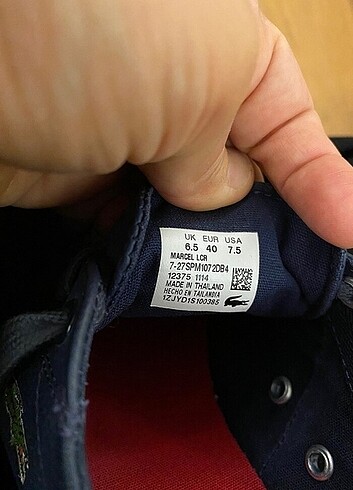 UK EUR USA
6.5 40 7.5
MARCEL LCR
7-27SPM1072DB4
12375 1114
MADE IN THAILAND
HECHO EN TAILANDIA
1ZJYD1S100385